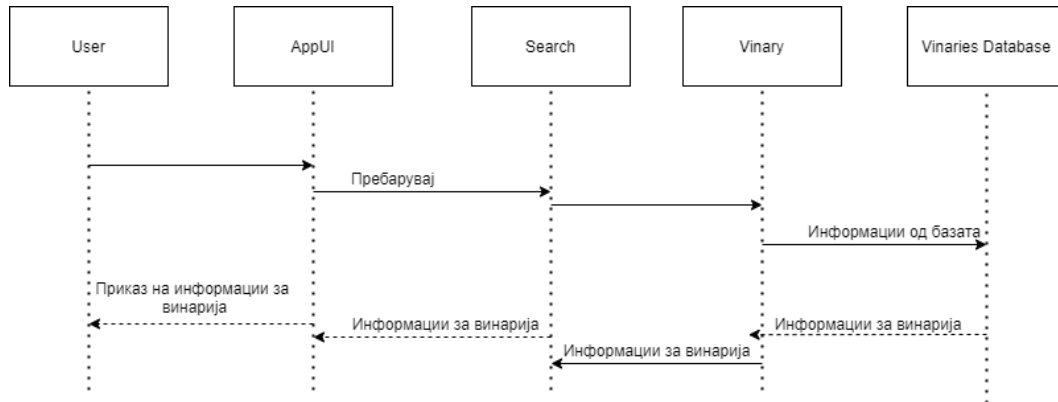 User
AppUI
Search
Vinary
Vinaries Database
Пребарувај
Информации од базата
Приказ на информации за
винарија
Информации за винарија
Информации за винарија
Информации за винарија